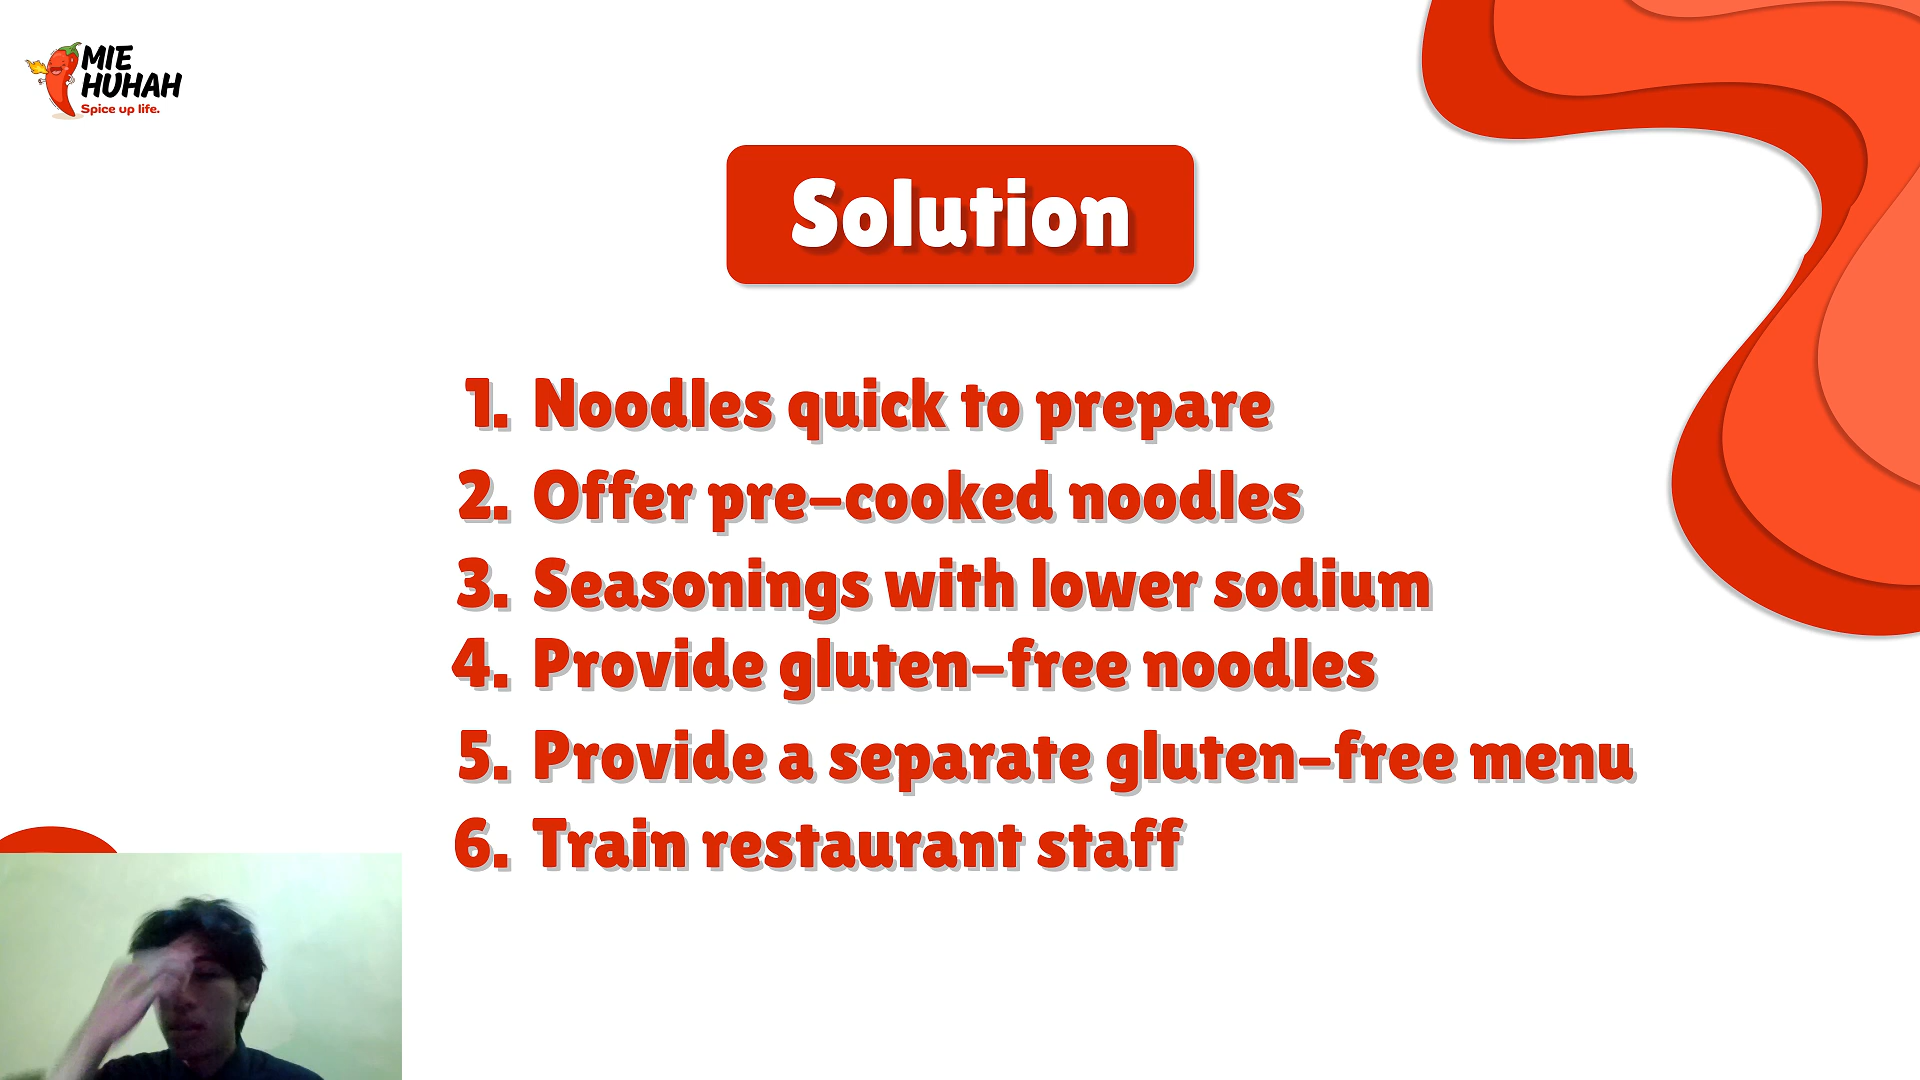 MIE
HUHAH
Spice up life.
Solution
1. Noodles quick to prepare
2. Offer pre-cooked noodles
3. Seasonings with lower sodium
4. Provide gluten-free noodles
5. Provide a separate gluten-free menu
6. Train restaurant staff